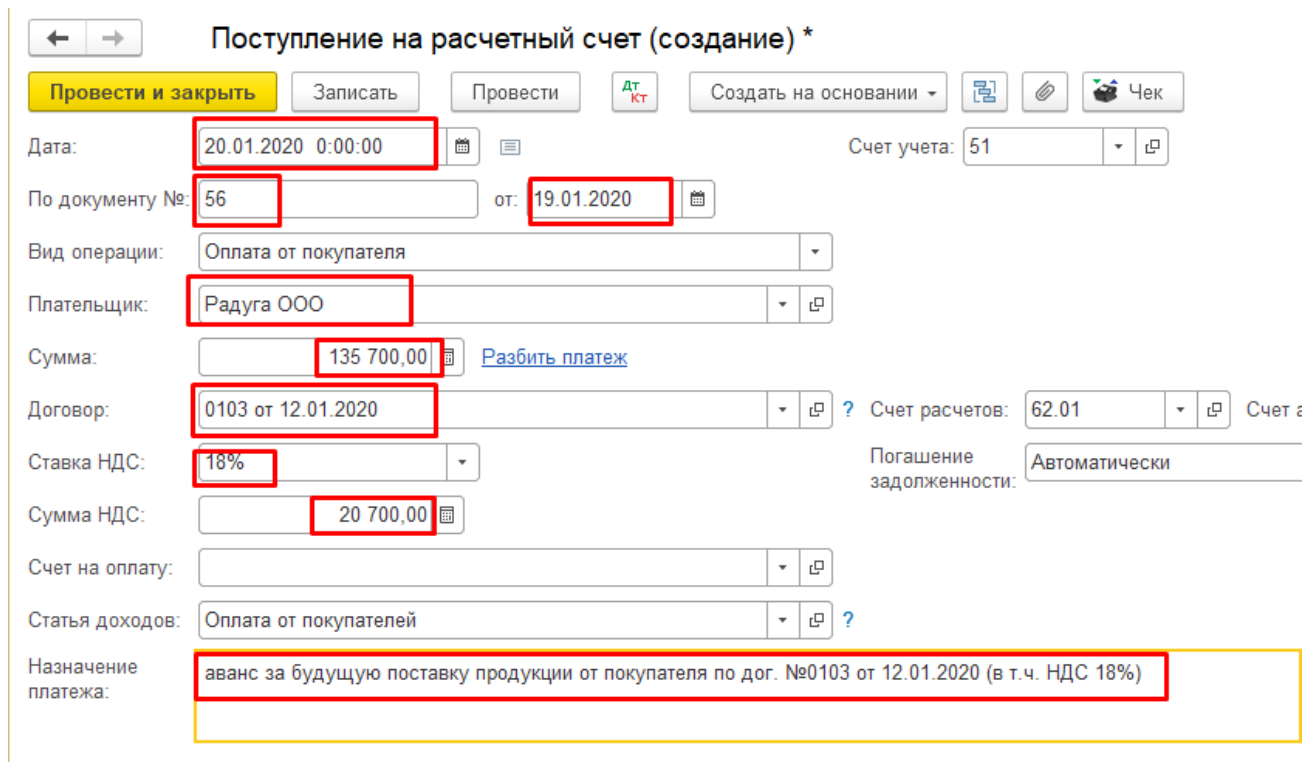 Поступление на расчетный счет (создание) *
Провести и закрыть Записать Провести Дт Кт Создать на основании Чек
Дата: 20.01.2020 0:00:00 Счет учета: 51
По документу №: 56 от: 19.01.2020
Вид операции: Оплата от покупателя
Плательщик: Радуга ООО
Сумма: 135 700,00 Разбить платеж
Договор: 0103 от 12.01.2020 ? Счет расчетов: 62.01 Счет а
Ставка НДС: 18% Погашение задолженности: Автоматически
Сумма НДС: 20 700,00
Счет на оплату:
Статья доходов: Оплата от покупателей ?
Назначение платежа: аванс за будущую поставку продукции от покупателя по дог. №0103 от 12.01.2020 (в т.ч. НДС 18%)